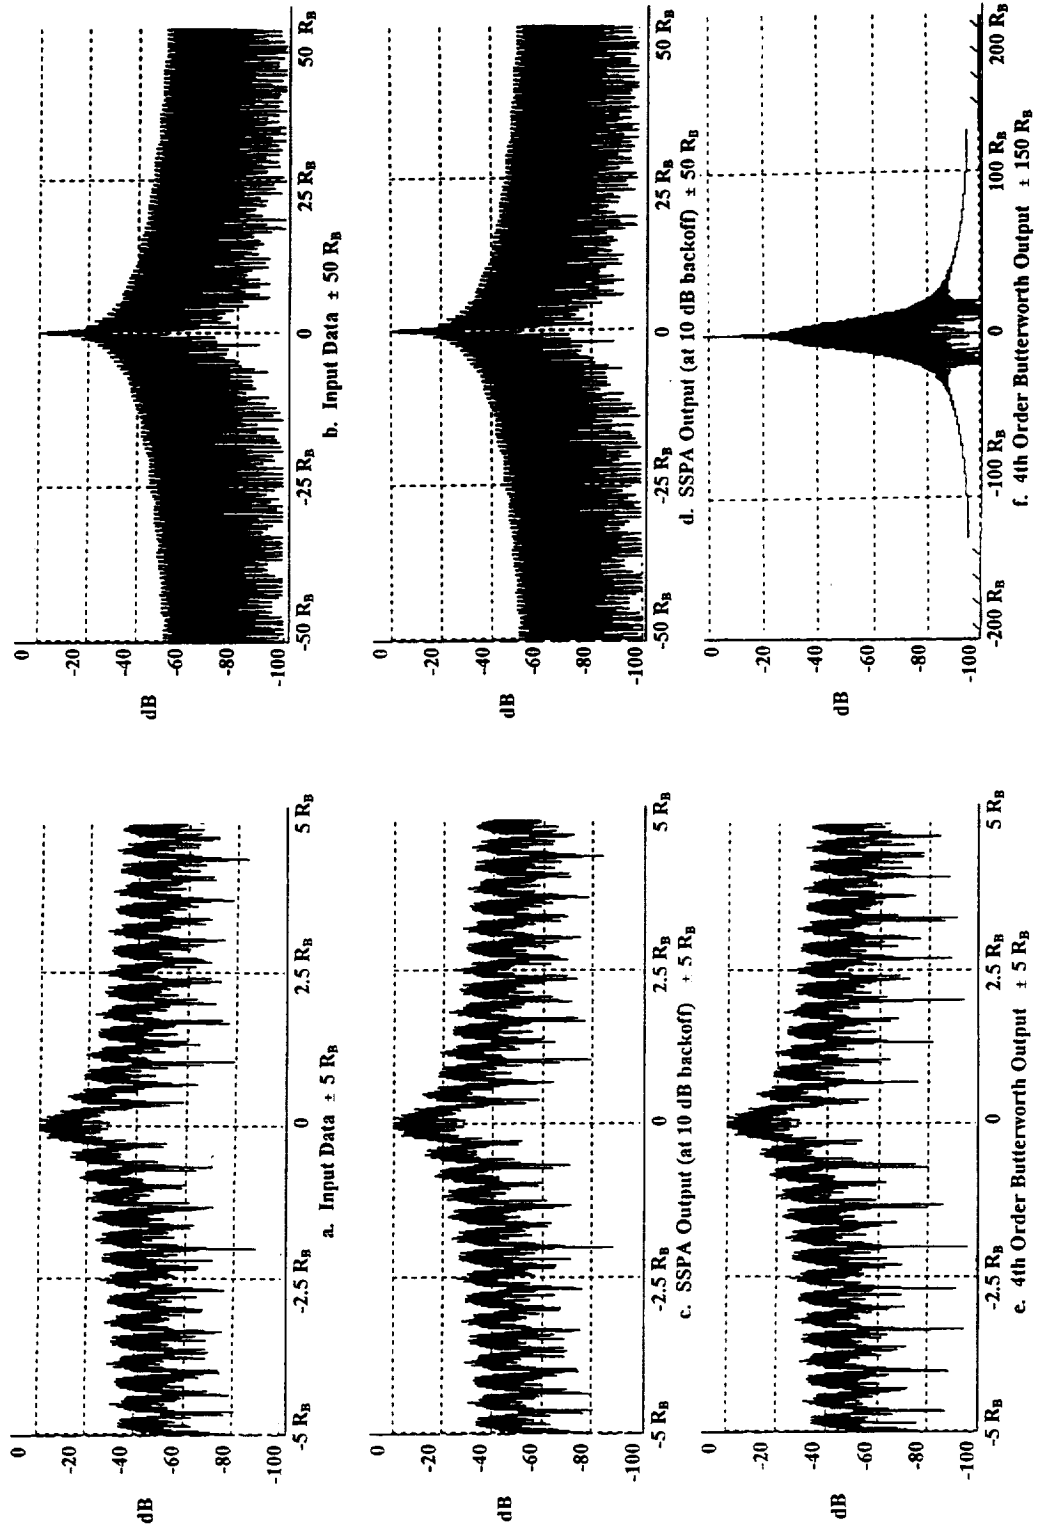 0
-20
-40
-60
-80
-100
dB
-5 R_B
-2.5 R_B
0
2.5 R_B
5 R_B
a. Input Data ± 5 R_B
0
-20
-40
-60
-80
-100
dB
-50 R_B
-25 R_B
0
25 R_B
50 R_B
b. Input Data ± 50 R_B
0
-20
-40
-60
-80
-100
dB
-5 R_B
-2.5 R_B
0
2.5 R_B
5 R_B
c. SSPA Output (at 10 dB backoff) ± 5 R_B
0
-20
-40
-60
-80
-100
dB
-50 R_B
-25 R_B
0
25 R_B
50 R_B
d. SSPA Output (at 10 dB backoff) ± 50 R_B
0
-20
-40
-60
-80
-100
dB
-5 R_B
-2.5 R_B
0
2.5 R_B
5 R_B
e. 4th Order Butterworth Output ± 5 R_B
0
-20
-40
-60
-80
-100
dB
-200 R_B
-100 R_B
0
100 R_B
200 R_B
f. 4th Order Butterworth Output ± 150 R_B